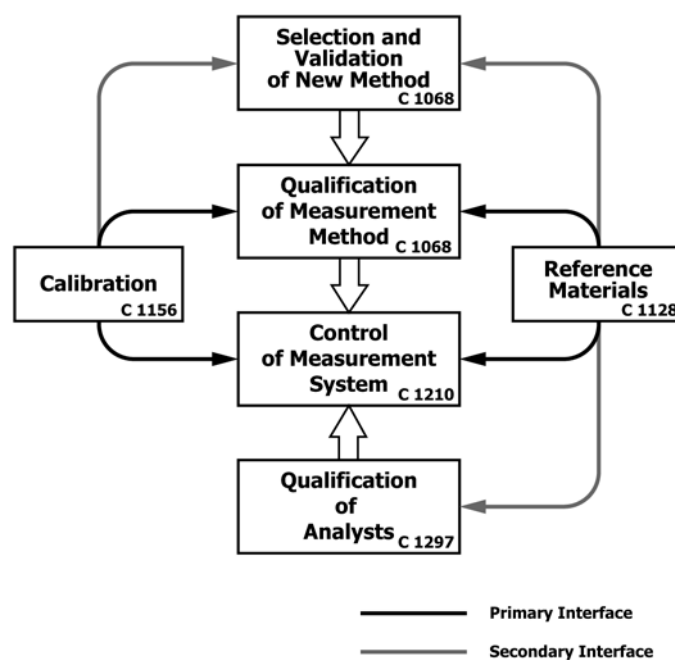 Selection and
Validation
of New Method
C 1068
Qualification
of Measurement
Method
C 1068
Calibration
C 1156
Reference
Materials
C 1128
Control
of Measurement
System
C 1210
Qualification
of
Analysts
C 1297
Primary Interface
Secondary Interface